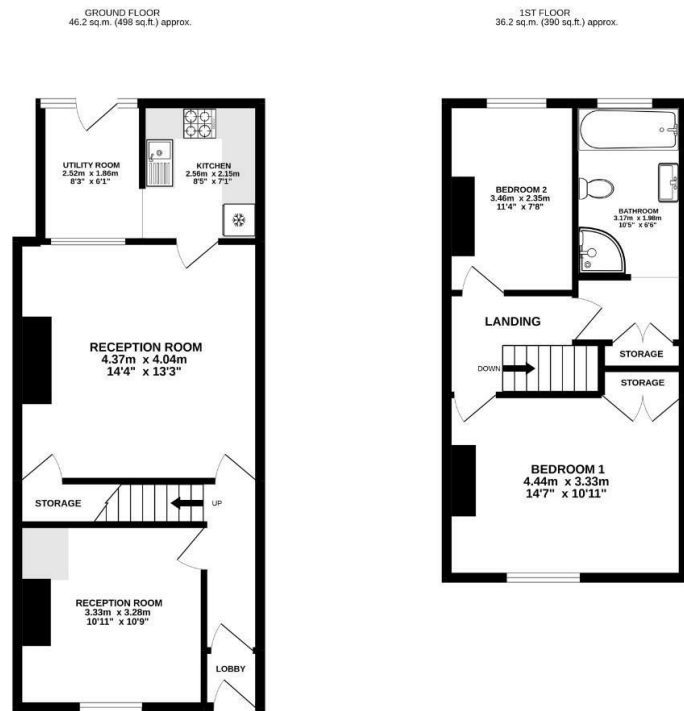 GROUND FLOOR
46.2 sq.m. (498 sq.ft.) approx.
UTILITY ROOM
2.52m x 1.86m
8'3" x 6'1"
KITCHEN
2.56m x 2.15m
8'5" x 7'1"
RECEPTION ROOM
4.37m x 4.04m
14'4" x 13'3"
STORAGE
UP
RECEPTION ROOM
3.33m x 3.28m
10'11" x 10'9"
LOBBY
1ST FLOOR
36.2 sq.m. (390 sq.ft.) approx.
BEDROOM 2
3.46m x 2.35m
11'4" x 7'8"
BATHROOM
3.17m x 1.98m
10'5" x 6'6"
LANDING
DOWN
STORAGE
STORAGE
BEDROOM 1
4.44m x 3.33m
14'7" x 10'11"